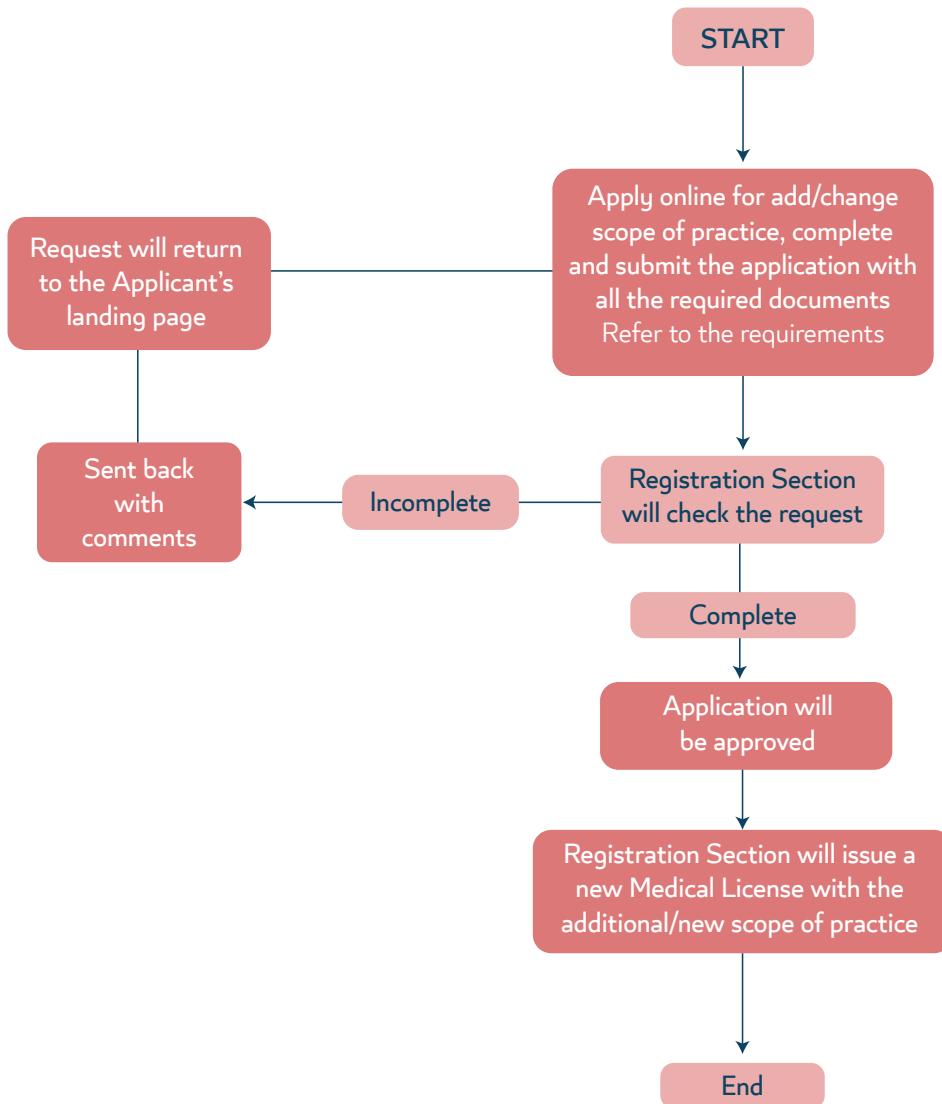 START
Apply online for add/change
scope of practice, complete
and submit the application with
all the required documents
Refer to the requirements
Request will return
to the Applicant's
landing page
Sent back
with
comments
Incomplete
Registration Section
will check the request
Complete
Application will
be approved
Registration Section will issue a
new Medical License with the
additional/new scope of practice
End